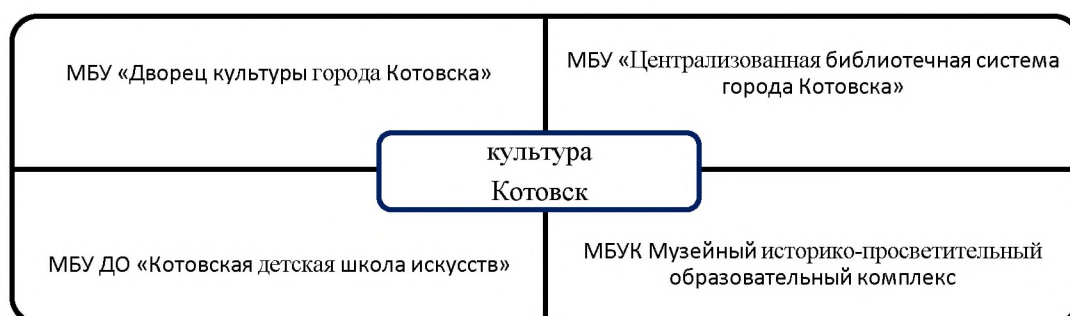 МБУ «Дворец культуры города Котовска»
МБУ «Централизованная библиотечная система
города Котовска»
культура
Котовск
МБУ ДО «Котовская детская школа искусств»
МБУК Музейный историко-просветительный
образовательный комплекс